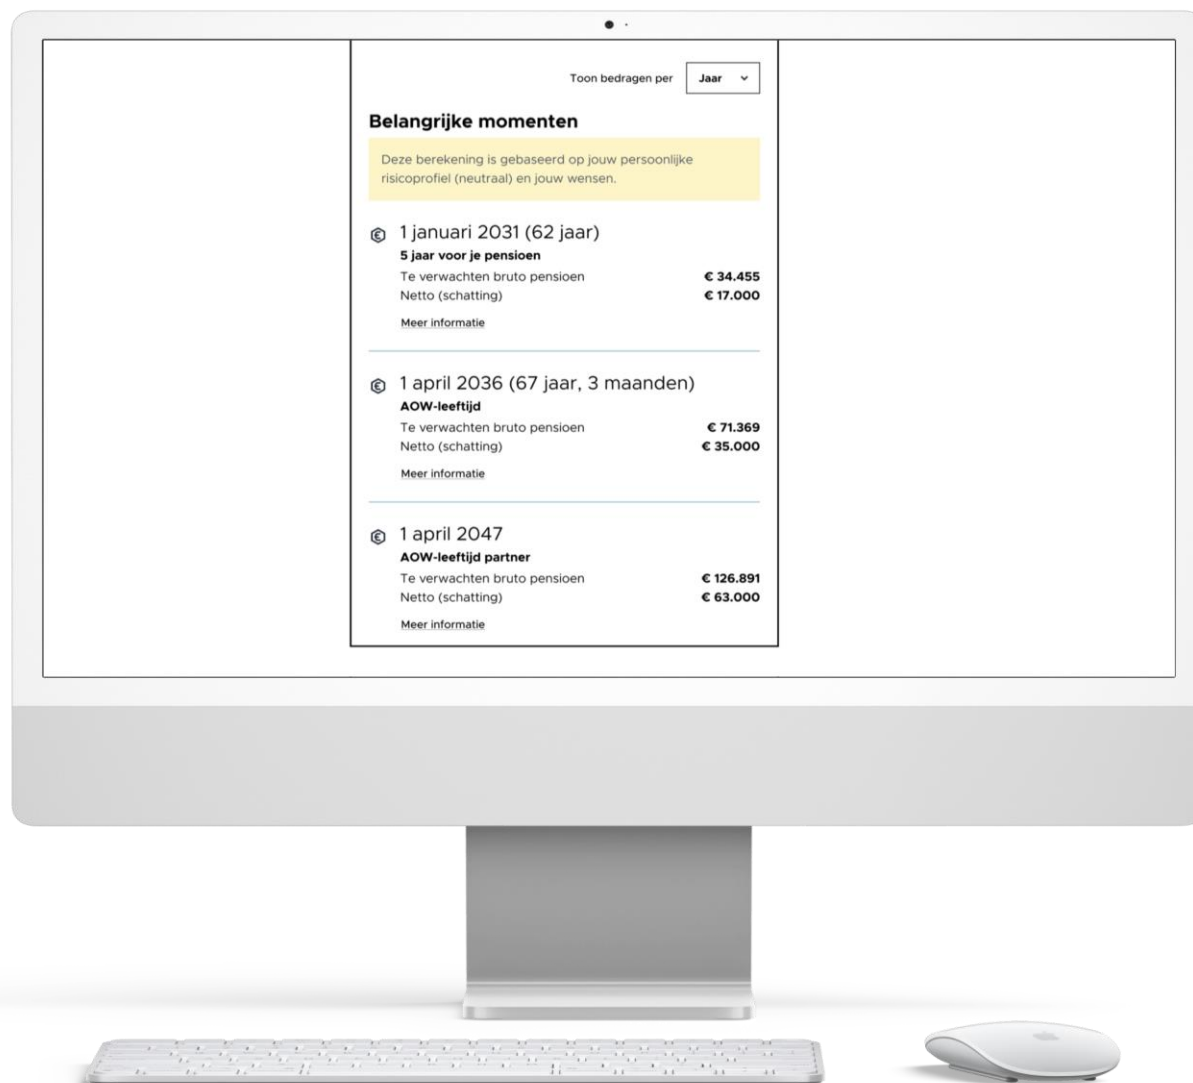 Toon bedragen per Jaar
Belangrijke momenten
Deze berekening is gebaseerd op jouw persoonlijke
risicoprofiel (neutraal) en jouw wensen.
1 januari 2031 (62 jaar)
5 jaar voor je pensioen
Te verwachten bruto pensioen € 34.455
Netto (schatting) € 17.000
Meer informatie
1 april 2036 (67 jaar, 3 maanden)
AOW-leeftijd
Te verwachten bruto pensioen € 71.369
Netto (schatting) € 35.000
Meer informatie
1 april 2047
AOW-leeftijd partner
Te verwachten bruto pensioen € 126.891
Netto (schatting) € 63.000
Meer informatie